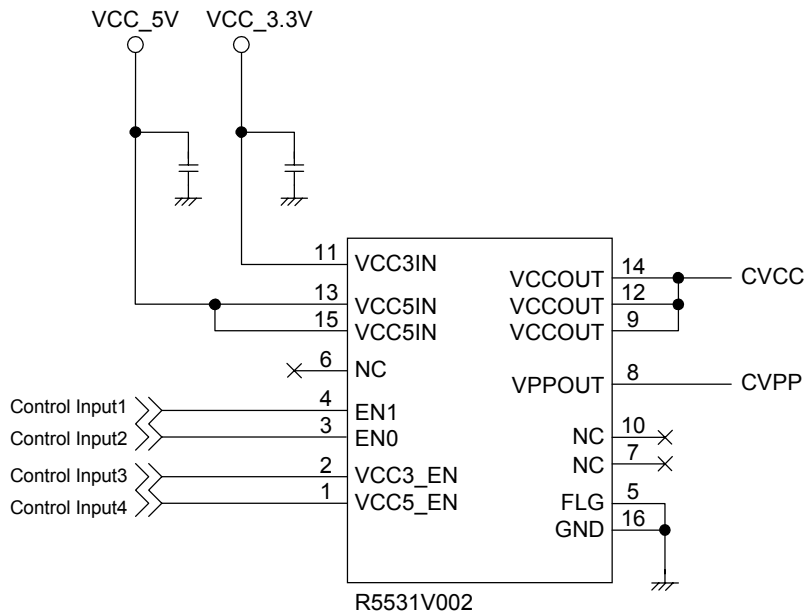 VCC_5V VCC_3.3V
11 VCC3IN
13 VCC5IN
15 VCC5IN
6 NC
Control Input1 4 EN1
Control Input2 3 EN0
Control Input3 2 VCC3_EN
Control Input4 1 VCC5_EN
VCCOUT 14 CVCC
VCCOUT 12
VCCOUT 9
VPPOUT 8 CVPP
NC 10
NC 7
FLG 5
GND 16
R5531V002